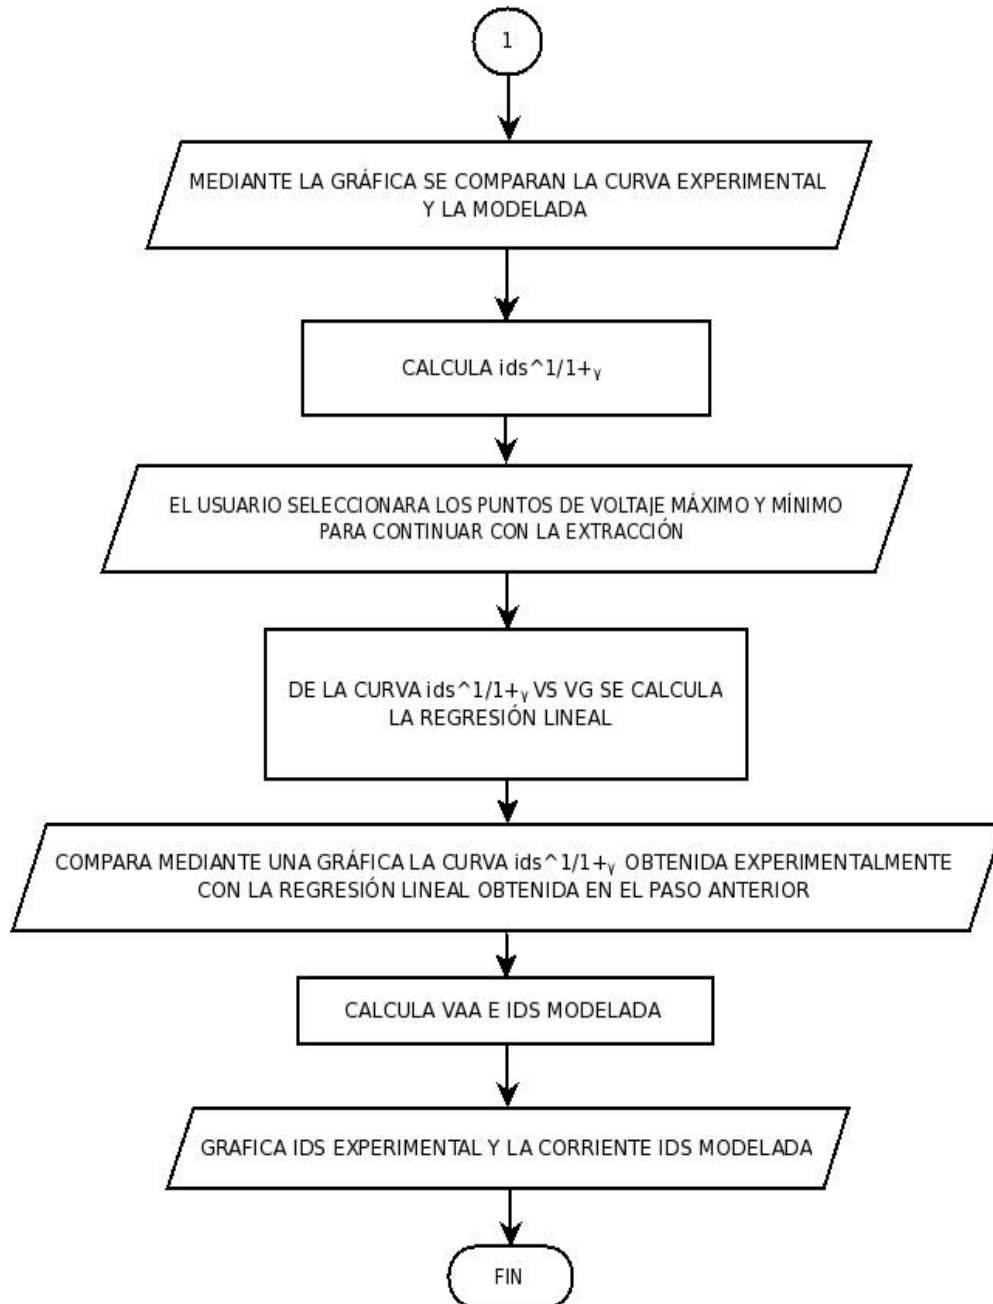 1
MEDIANTE LA GRÁFICA SE COMPARAN LA CURVA EXPERIMENTAL
Y LA MODELADA
CALCULA ids^1/1+ᵧ
EL USUARIO SELECCIONARA LOS PUNTOS DE VOLTAJE MÁXIMO Y MÍNIMO
PARA CONTINUAR CON LA EXTRACCIÓN
DE LA CURVA ids^1/1+ᵧ VS VG SE CALCULA
LA REGRESIÓN LINEAL
COMPARA MEDIANTE UNA GRÁFICA LA CURVA ids^1/1+ᵧ OBTENIDA EXPERIMENTALMENTE
CON LA REGRESIÓN LINEAL OBTENIDA EN EL PASO ANTERIOR
CALCULA VAA E IDS MODELADA
GRAFICA IDS EXPERIMENTAL Y LA CORRIENTE IDS MODELADA
FIN